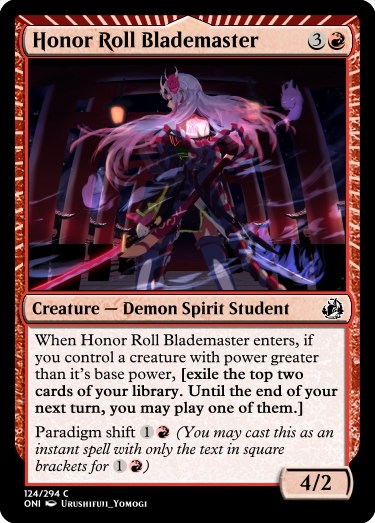 Honor Roll Blademaster 3
Creature — Demon Spirit Student
When Honor Roll Blademaster enters, if
you control a creature with power greater
than it's base power, [exile the top two
cards of your library. Until the end of your
next turn, you may play one of them.]
Paradigm shift 1 (You may cast this as an
instant spell with only the text in square
brackets for 1)
4/2
124/294 C
ONI Urushifuji_Yomogi